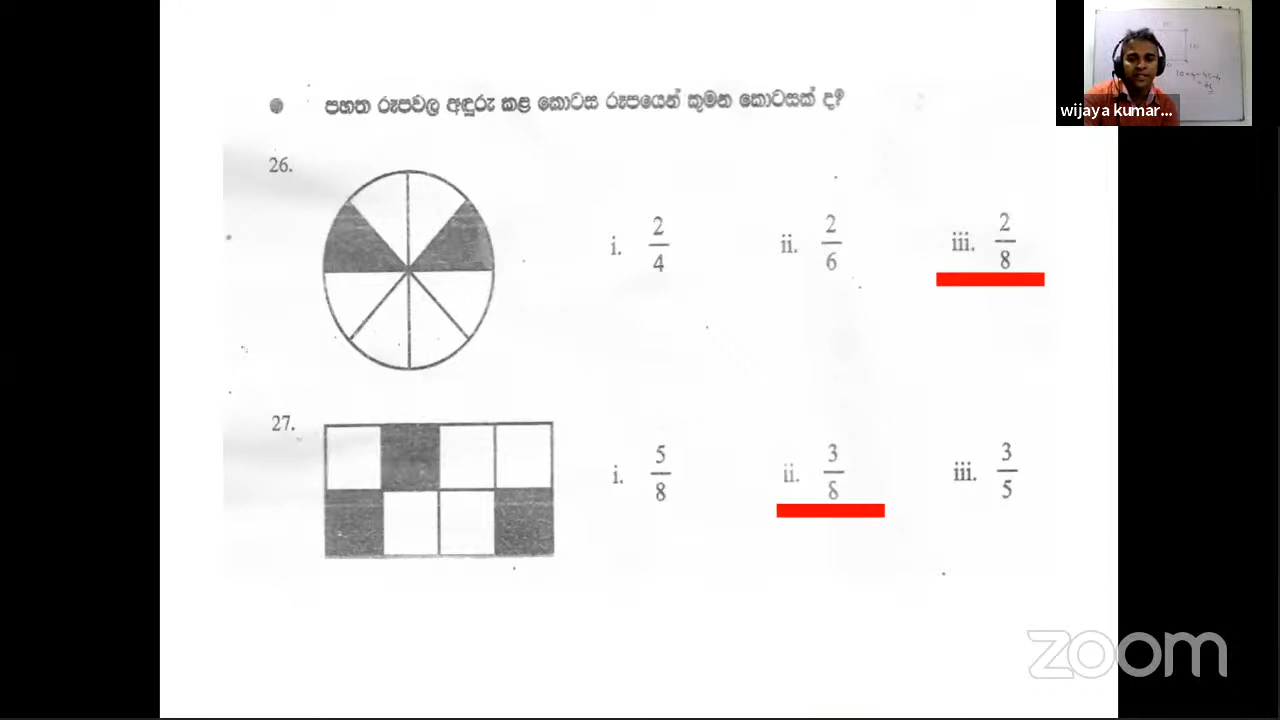 wijaya kumar...
● පහත රූපවල අඳුරු කළ කොටස රූපයෙන් කුමන කොටසක් ද?
26.
i. 2/4 ii. 2/6 iii. 2/8
27.
i. 5/8 ii. 3/8 iii. 3/5
zoom